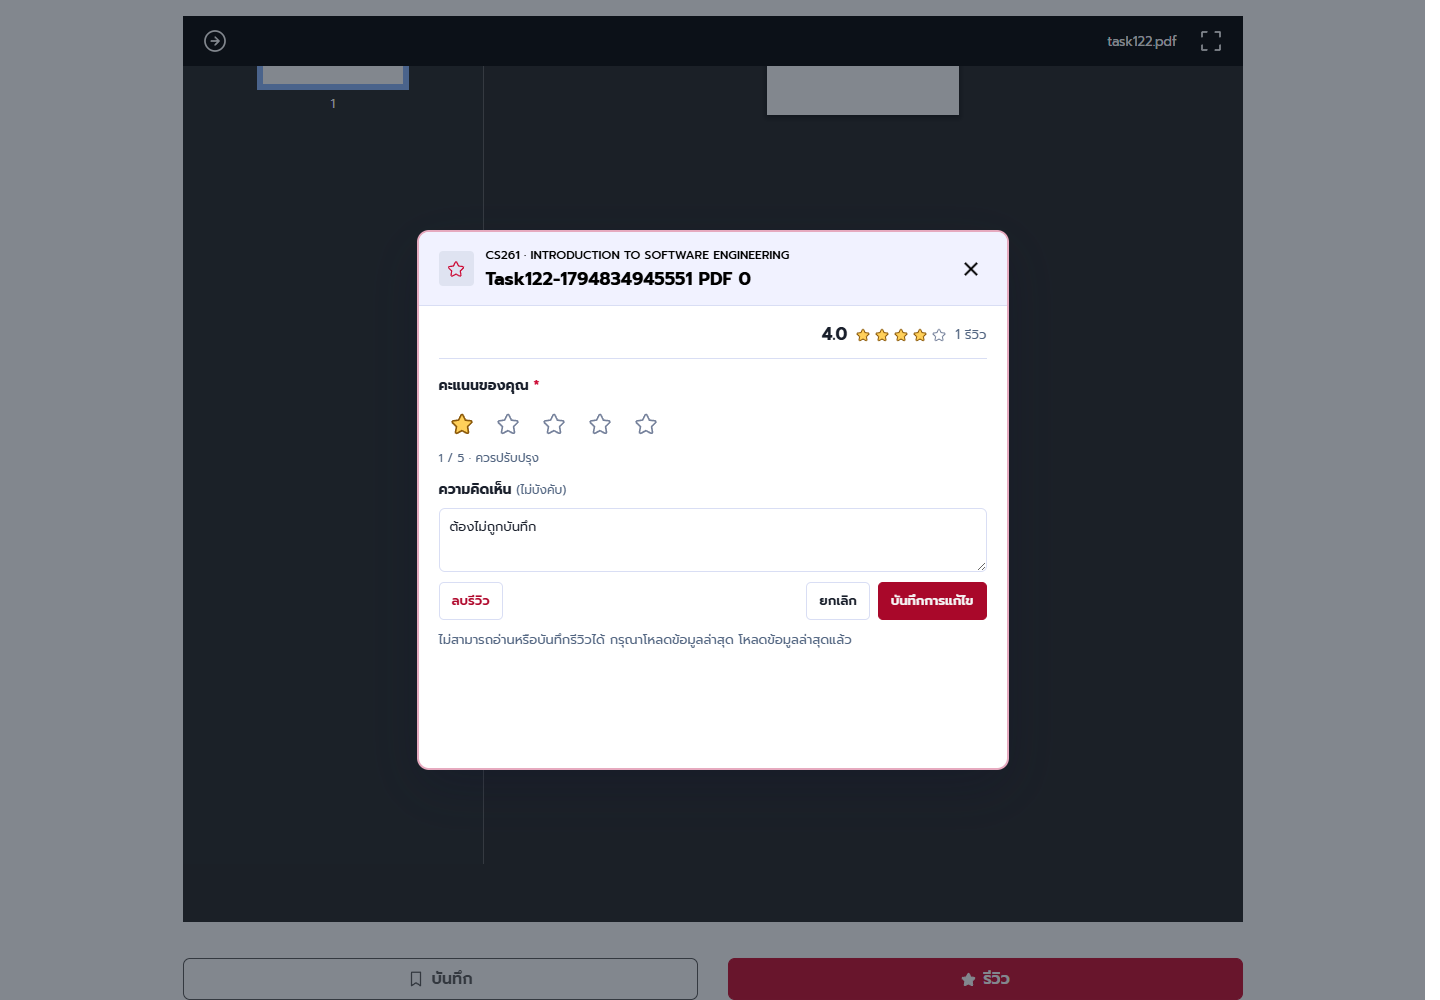 task122.pdf
1
CS261 · INTRODUCTION TO SOFTWARE ENGINEERING
Task122-1794834945551 PDF 0
4.0 1 รีวิว
คะแนนของคุณ *
1 / 5 · ควรปรับปรุง
ความคิดเห็น (ไม่บังคับ)
ต้องไม่ถูกบันทึก
ลบรีวิว ยกเลิก บันทึกการแก้ไข
ไม่สามารถอ่านหรือบันทึกรีวิวได้ กรุณาโหลดข้อมูลล่าสุด โหลดข้อมูลล่าสุดแล้ว
บันทึก รีวิว